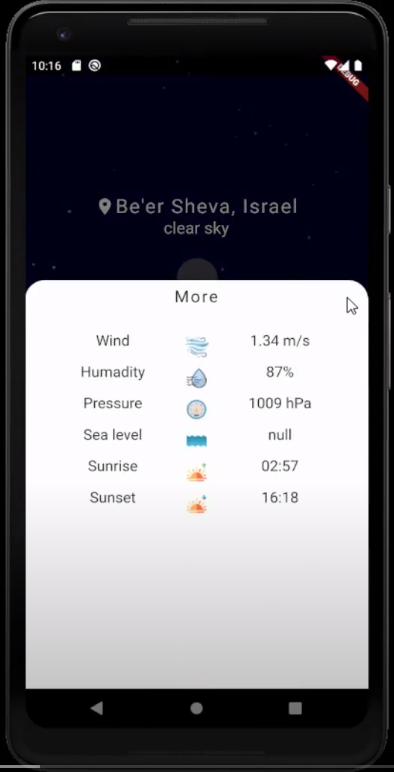 10:16
DEBUG
Be'er Sheva, Israel
clear sky
More
Wind 1.34 m/s
Humadity 87%
Pressure 1009 hPa
Sea level null
Sunrise 02:57
Sunset 16:18